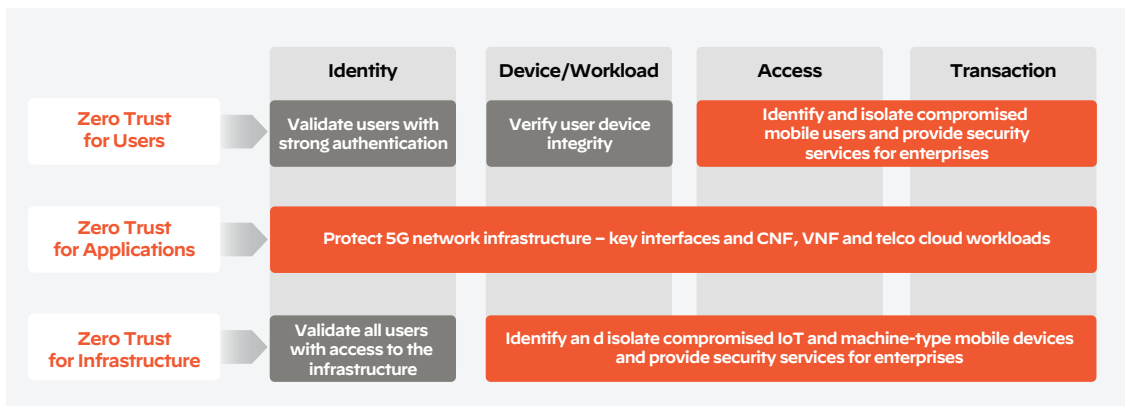 Identity
Device/Workload
Access
Transaction
Zero Trust
for Users
Validate users with
strong authentication
Verify user device
integrity
Identify and isolate compromised
mobile users and provide security
services for enterprises
Zero Trust
for Applications
Protect 5G network infrastructure – key interfaces and CNF, VNF and telco cloud workloads
Zero Trust
for Infrastructure
Validate all users
with access to the
infrastructure
Identify an d isolate compromised IoT and machine-type mobile devices
and provide security services for enterprises